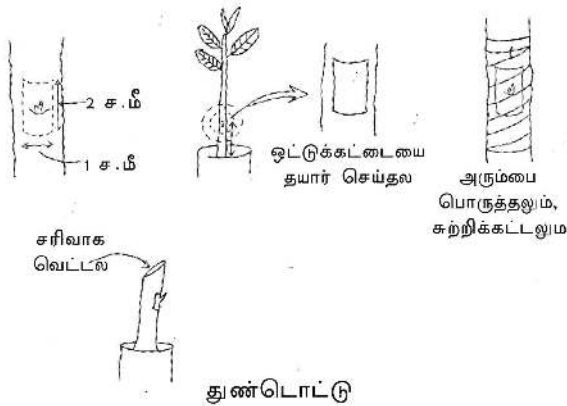 2 ச.மீ
1 ச.மீ
ஒட்டுக்கட்டையை
தயார் செய்தல
அரும்பை
பொருத்தலும்,
சுற்றிக்கட்டலும
சரிவாக
வெட்டல
துண்டொட்டு